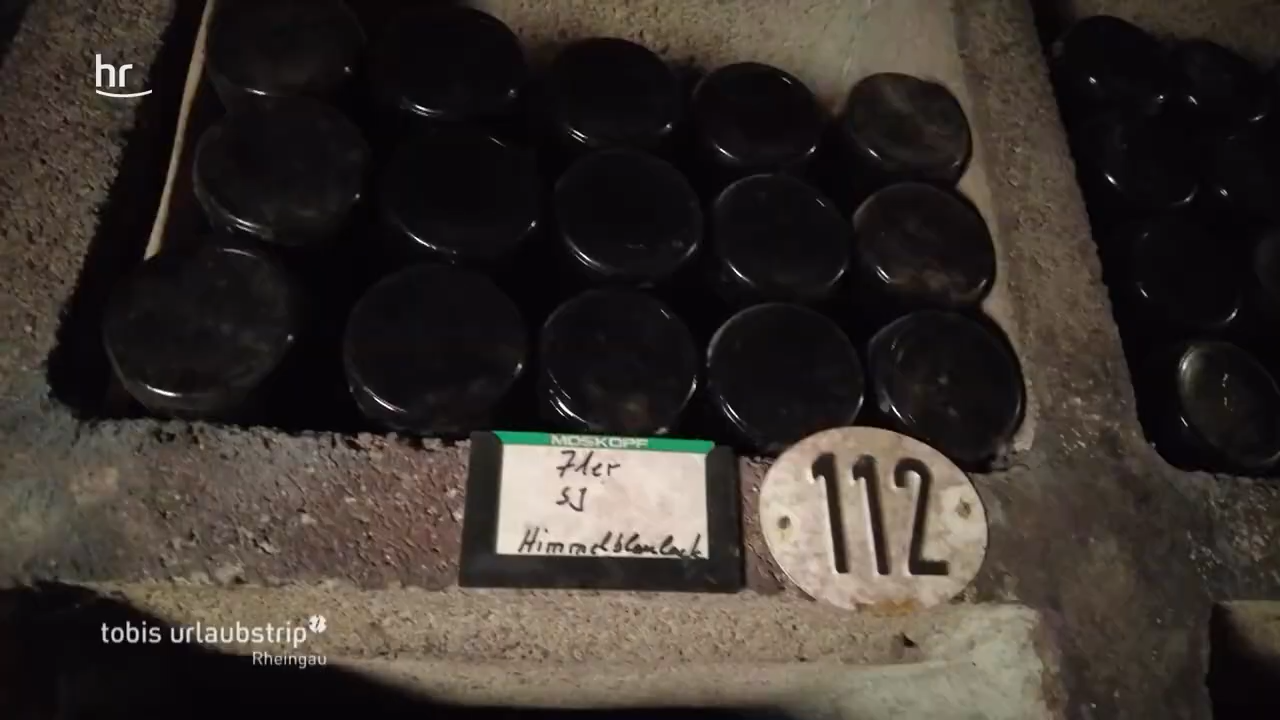 hr
MOSKOPF
71er
SJ
Himmelblaulack
112
tobis urlaubstrip
Rheingau